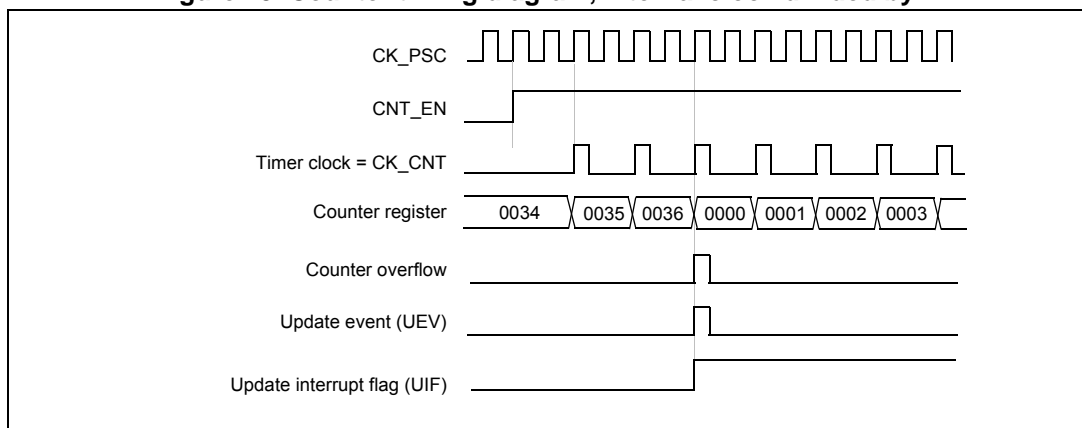 CK_PSC
CNT_EN
Timer clock = CK_CNT
Counter register 0034 0035 0036 0000 0001 0002 0003
Counter overflow
Update event (UEV)
Update interrupt flag (UIF)